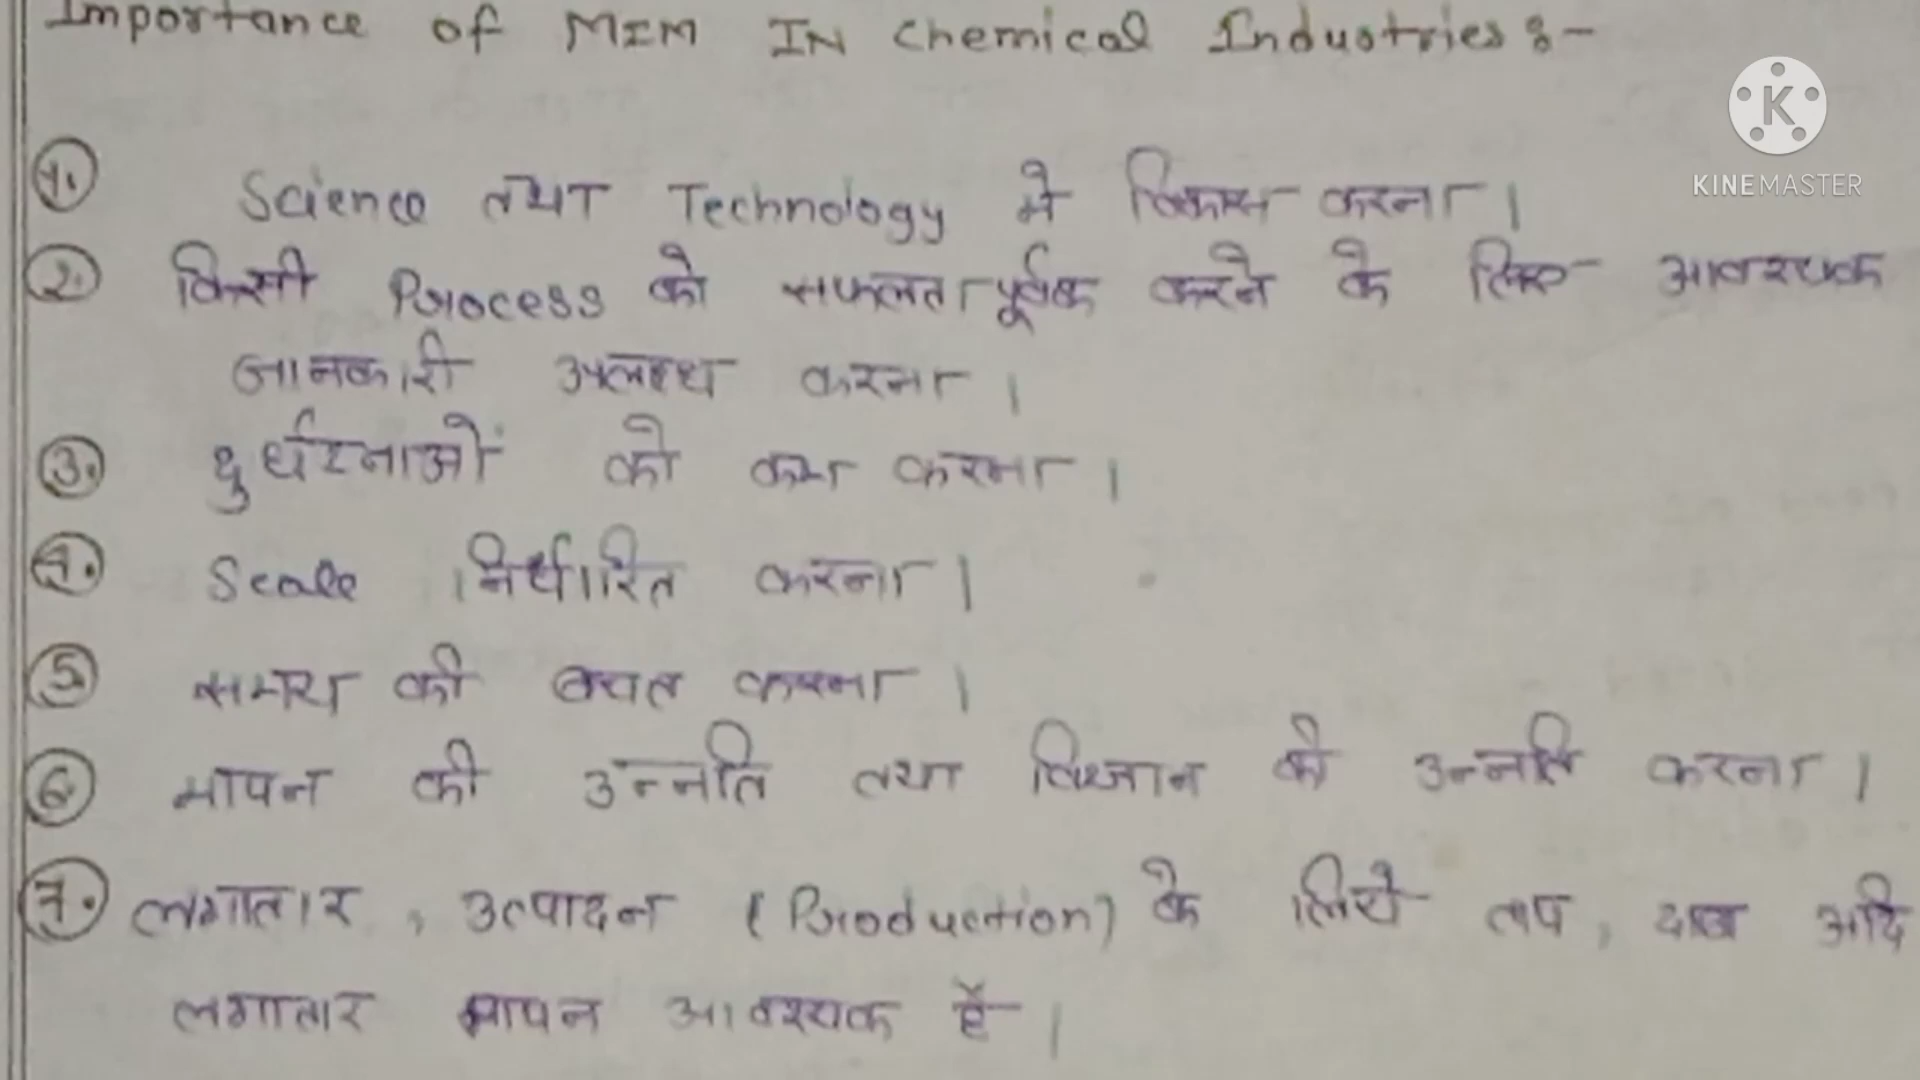 Importance of MIM IN Chemical Industries :-
KINEMASTER
1. Science तथा Technology मे विकास करना।
2. किसी Process को सफलतापूर्वक करने के लिए आवश्यक
जानकारी उपलब्ध करना।
3. धुर्घटनाओं को कम करना।
4. Scale निर्धारित करना।
5. समय की बचत करना।
6. मापन की उन्नति तथा विज्ञान को उन्नति करना।
7. लगातार, उत्पादन (Production) के लिये ताप, दाब आदि
लगातार मापन आवश्यक है।